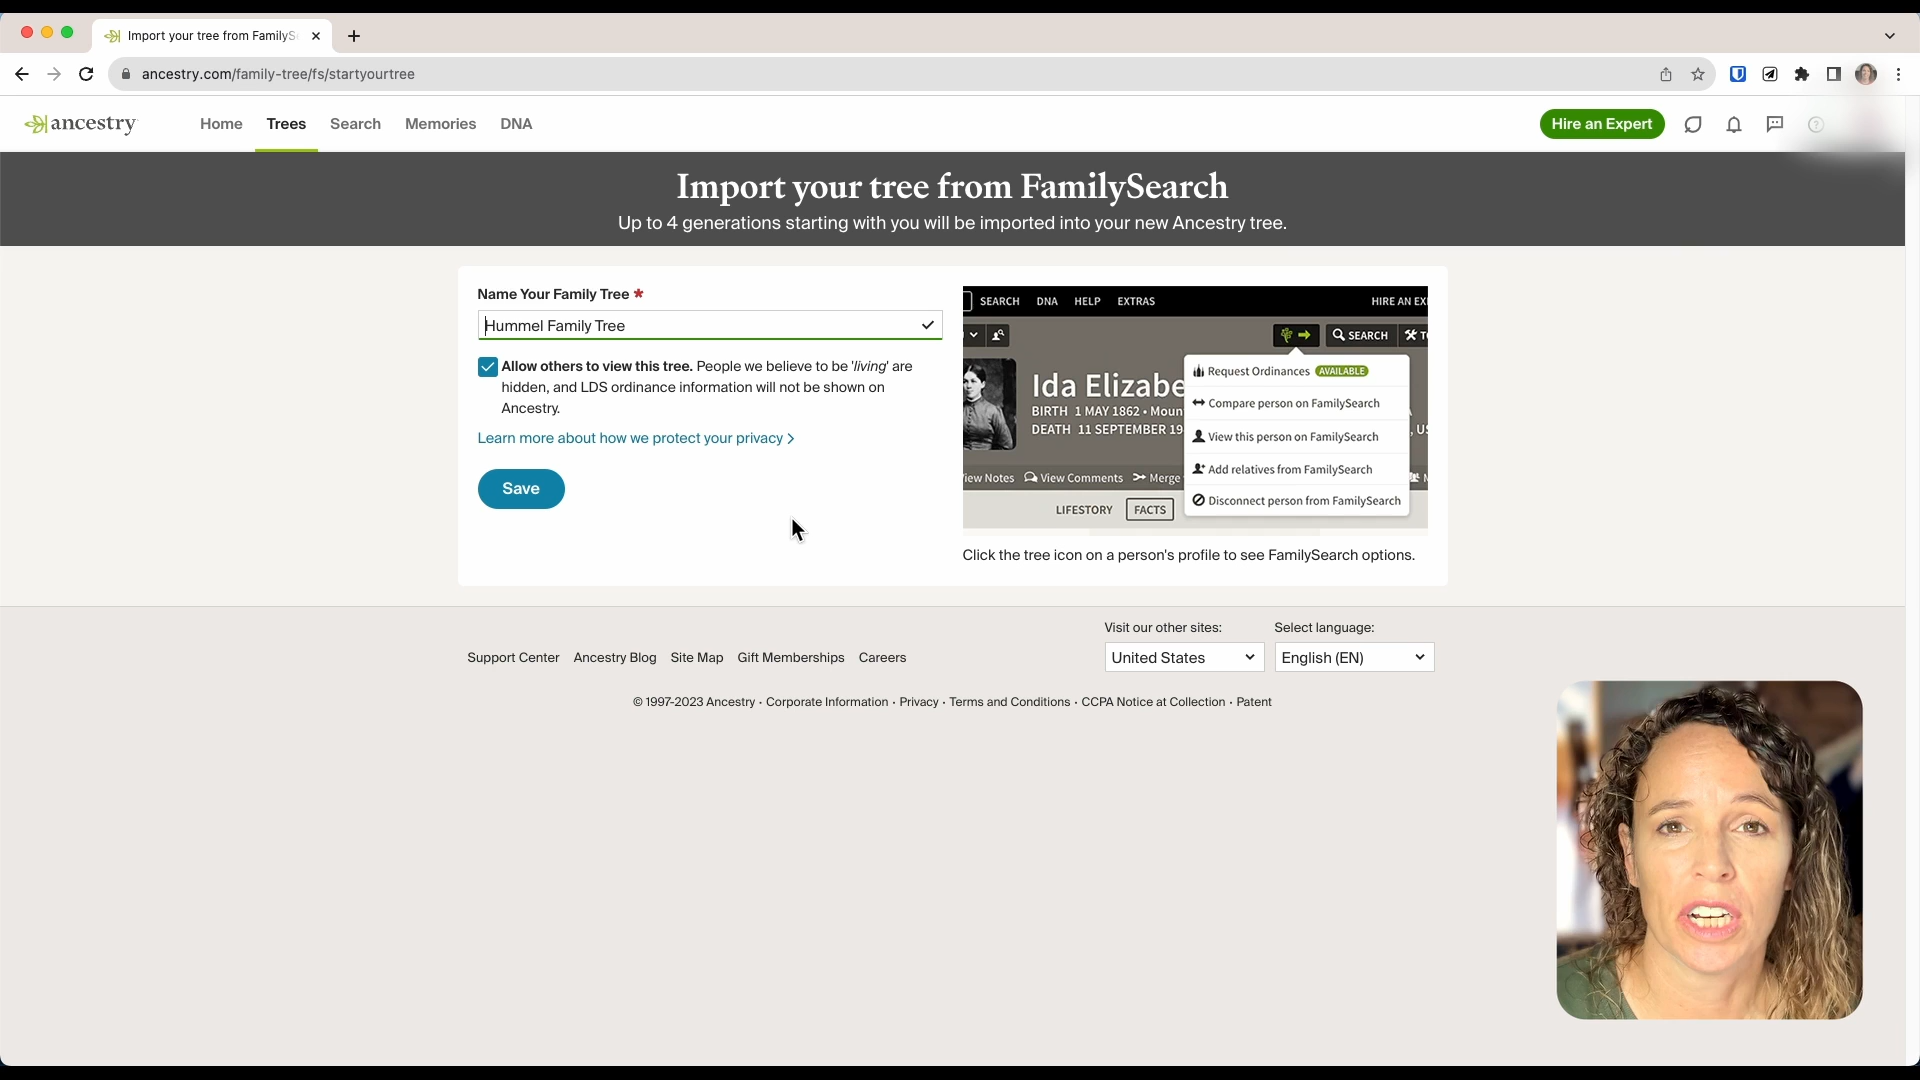 Import your tree from FamilyS
ancestry.com/family-tree/fs/startyourtree
ancestry
Home Trees Search Memories DNA
Hire an Expert
Import your tree from FamilySearch
Up to 4 generations starting with you will be imported into your new Ancestry tree.
Name Your Family Tree *
Hummel Family Tree
Allow others to view this tree. People we believe to be 'living' are
hidden, and LDS ordinance information will not be shown on
Ancestry.
Learn more about how we protect your privacy >
Save
SEARCH DNA HELP EXTRAS HIRE AN EX
SEARCH
Ida Elizabe
BIRTH 1 MAY 1862 • Moun
DEATH 11 SEPTEMBER 19
Request Ordinances AVAILABLE
Compare person on FamilySearch
View this person on FamilySearch
Add relatives from FamilySearch
Disconnect person from FamilySearch
iew Notes View Comments Merge
LIFESTORY FACTS
Click the tree icon on a person's profile to see FamilySearch options.
Visit our other sites: Select language:
Support Center Ancestry Blog Site Map Gift Memberships Careers United States English (EN)
© 1997-2023 Ancestry · Corporate Information · Privacy · Terms and Conditions · CCPA Notice at Collection · Patent